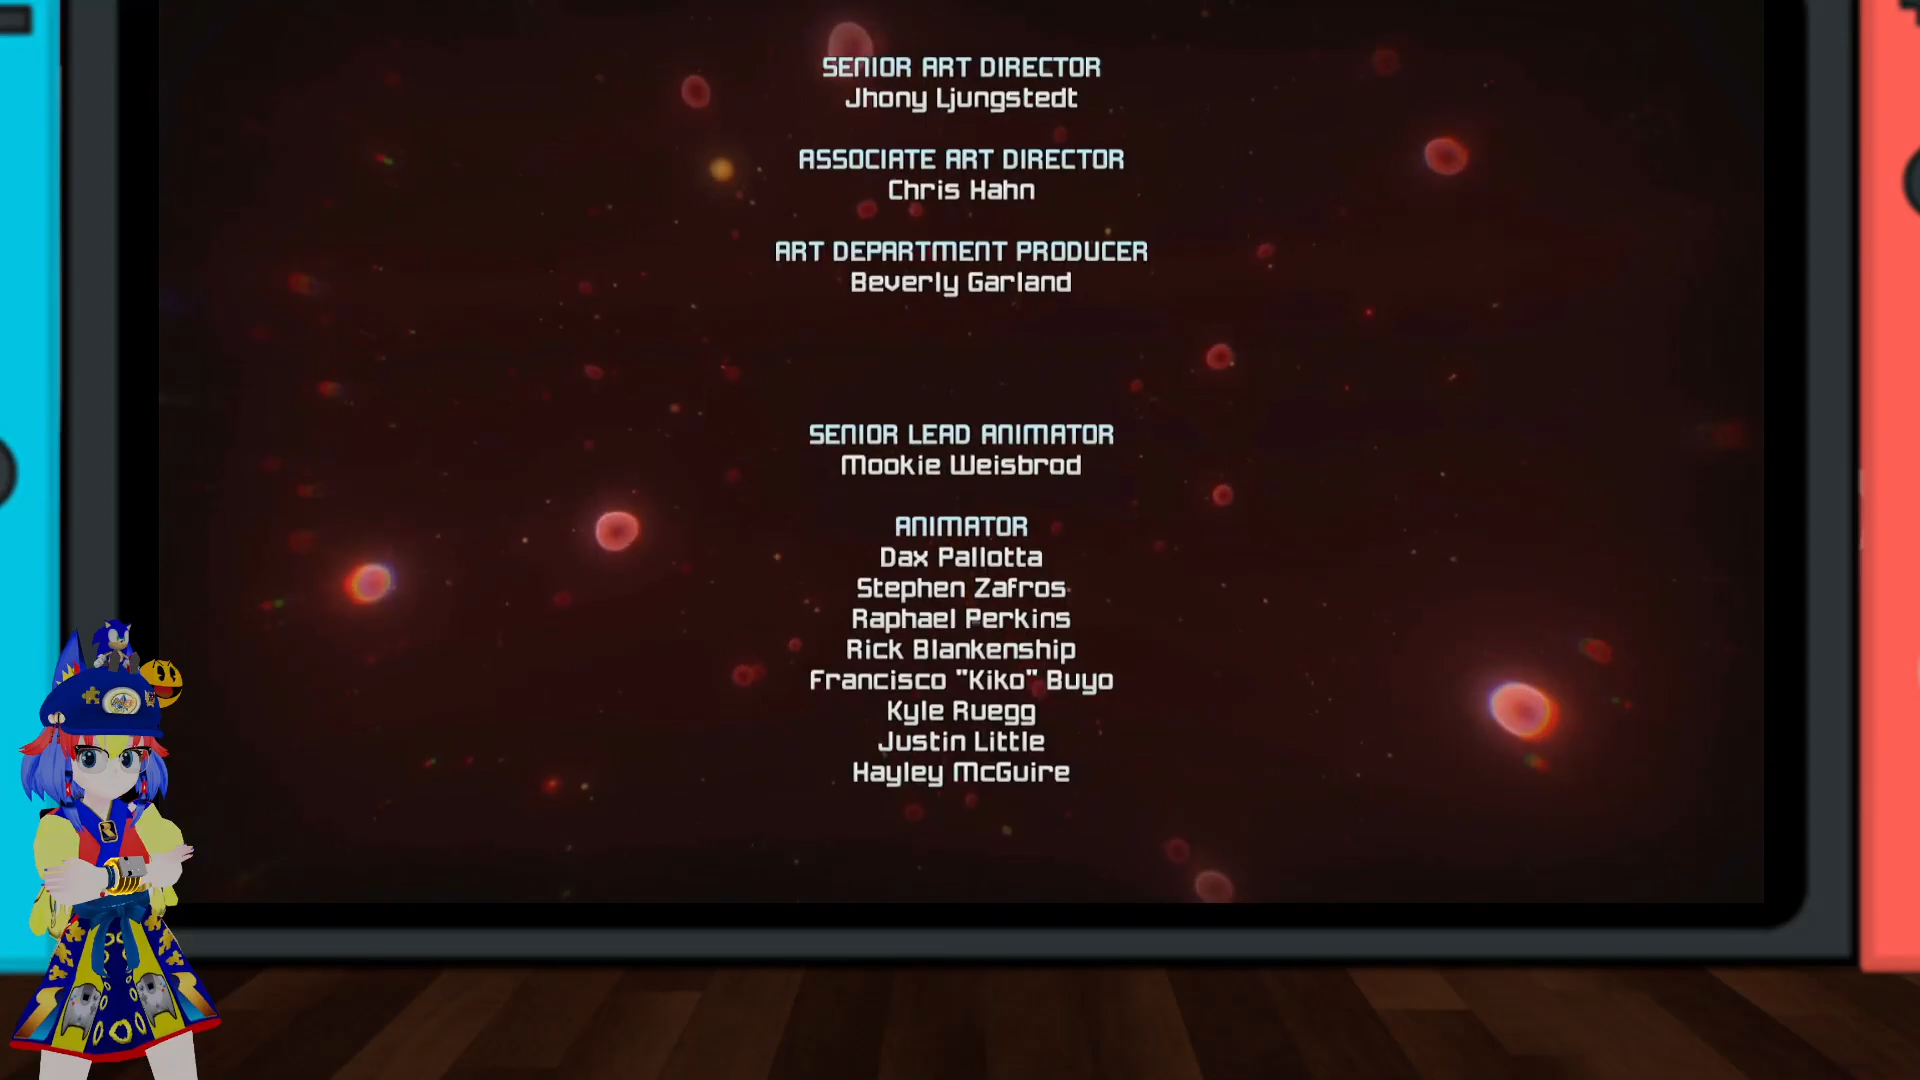 SENIOR ART DIRECTOR
Jhony Ljungstedt
ASSOCIATE ART DIRECTOR
Chris Hahn
ART DEPARTMENT PRODUCER
Beverly Garland
SENIOR LEAD ANIMATOR
Mookie Weisbrod
ANIMATOR
Dax Pallotta
Stephen Zafros
Raphael Perkins
Rick Blankenship
Francisco "Kiko" Buyo
Kyle Ruegg
Justin Little
Hayley McGuire